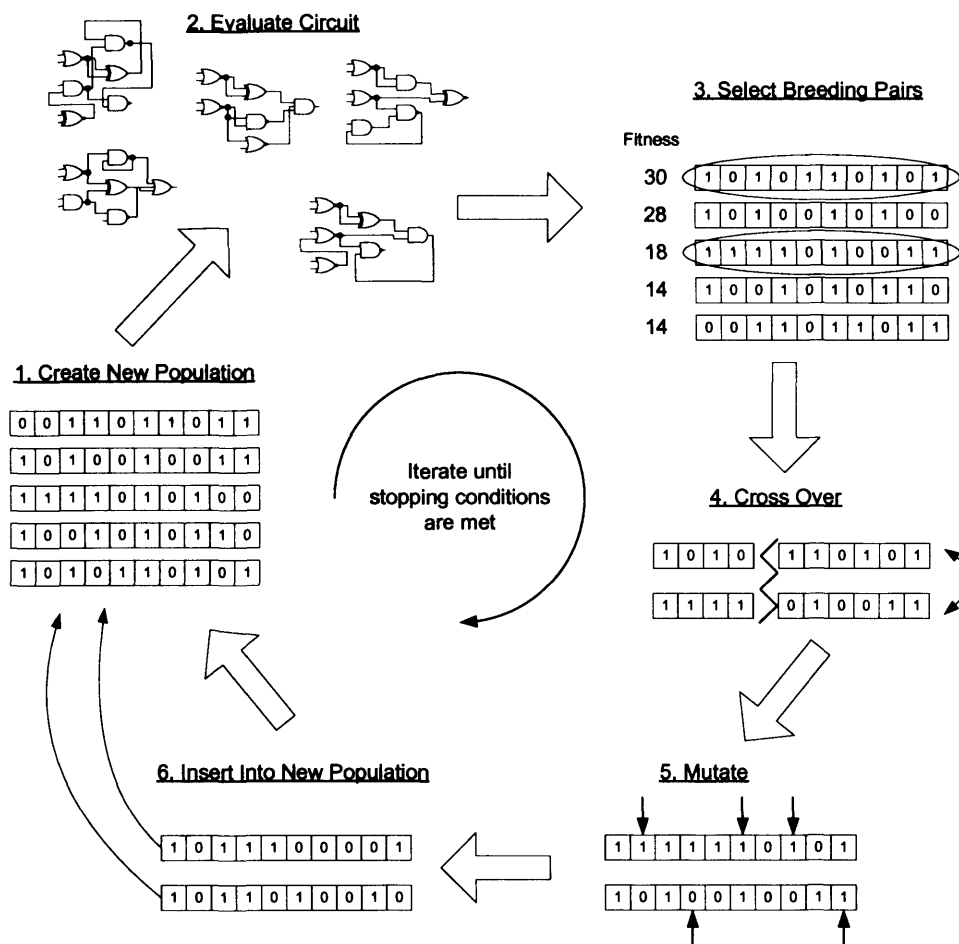 2. Evaluate Circuit
3. Select Breeding Pairs
Fitness
30 1 0 1 0 1 1 0 1 0 1
28 1 0 1 0 0 1 0 1 0 0
18 1 1 1 1 0 1 0 0 1 1
14 1 0 0 1 0 1 0 1 1 0
14 0 0 1 1 0 1 1 0 1 1
1. Create New Population
0 0 1 1 0 1 1 0 1 1
1 0 1 0 0 1 0 0 1 1
1 1 1 1 0 1 0 1 0 0
1 0 0 1 0 1 0 1 1 0
1 0 1 0 1 1 0 1 0 1
Iterate until
stopping conditions
are met
4. Cross Over
1 0 1 0 1 1 0 1 0 1
1 1 1 1 0 1 0 0 1 1
5. Mutate
1 1 1 1 1 1 0 1 0 1
1 0 1 0 0 1 0 0 1 1
6. Insert Into New Population
1 0 1 1 1 0 0 0 0 1
1 0 1 1 0 1 0 0 1 0